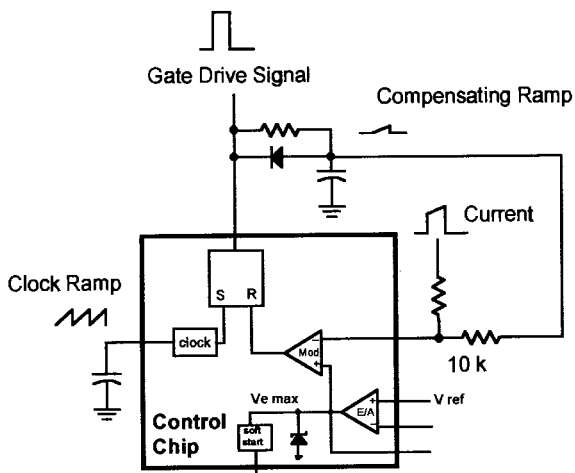 Gate Drive Signal
Compensating Ramp
Current
Clock Ramp
S R
clock
Mod
−
+
10 k
Ve max
E/A
+
−
V ref
soft
start
Control
Chip